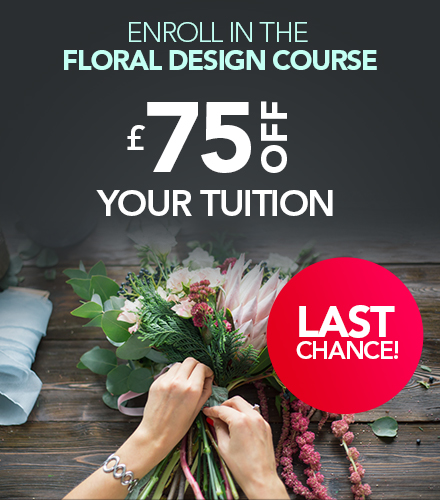 ENROLL IN THE
FLORAL DESIGN COURSE
£75 OFF
YOUR TUITION
LAST
CHANCE!